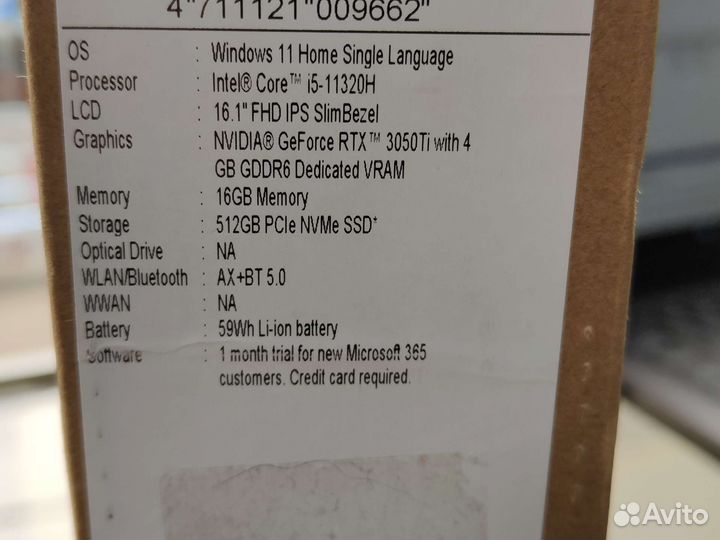 4"711121"009662"
OS : Windows 11 Home Single Language
Processor : Intel® Core™ i5-11320H
LCD : 16.1" FHD IPS SlimBezel
Graphics : NVIDIA® GeForce RTX™ 3050Ti with 4
GB GDDR6 Dedicated VRAM
Memory : 16GB Memory
Storage : 512GB PCIe NVMe SSD*
Optical Drive : NA
WLAN/Bluetooth : AX+BT 5.0
WWAN : NA
Battery : 59Wh Li-ion battery
Software : 1 month trial for new Microsoft 365
customers. Credit card required.
Avito